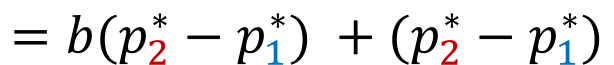 = b(p₂* − p₁*) + (p₂* − p₁*)